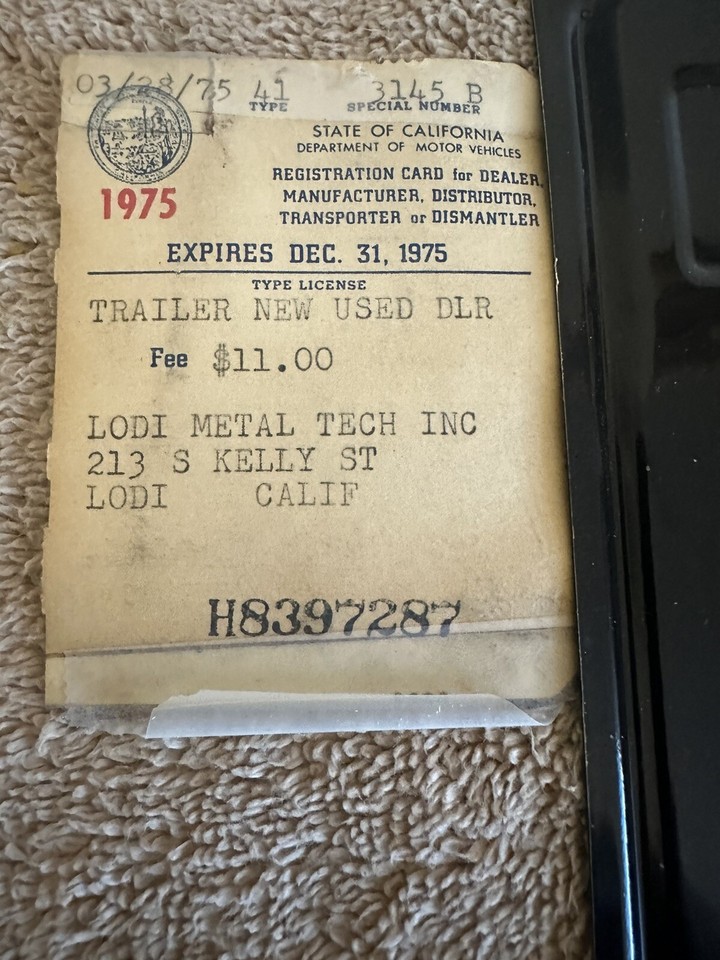 03/28/75 41 3145 B
TYPE SPECIAL NUMBER
STATE OF CALIFORNIA
DEPARTMENT OF MOTOR VEHICLES
1975
REGISTRATION CARD for DEALER,
MANUFACTURER, DISTRIBUTOR,
TRANSPORTER or DISMANTLER
EXPIRES DEC. 31, 1975
TYPE LICENSE
TRAILER NEW USED DLR
Fee $11.00
LODI METAL TECH INC
213 S KELLY ST
LODI CALIF
H8397287